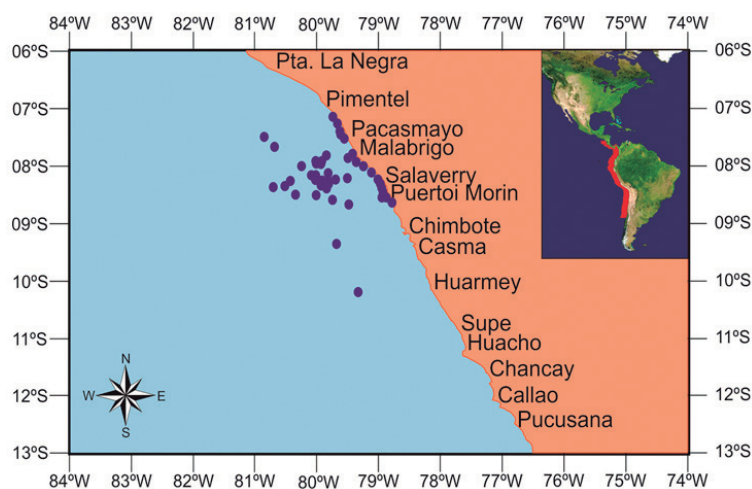 84ºW 83ºW 82ºW 81ºW 80ºW 79ºW 78ºW 77ºW 76ºW 75ºW 74ºW
06ºS 06ºS
Pta. La Negra
07ºS 07ºS
Pimentel
Pacasmayo
Malabrigo
08ºS 08ºS
Salaverry
Puertoi Morin
09ºS 09ºS
Chimbote
Casma
10ºS 10ºS
Huarmey
11ºS 11ºS
Supe
Huacho
Chancay
12ºS 12ºS
Callao
Pucusana
N
W E
S
13ºS 13ºS
84ºW 83ºW 82ºW 81ºW 80ºW 79ºW 78ºW 77ºW 76ºW 75ºW 74ºW